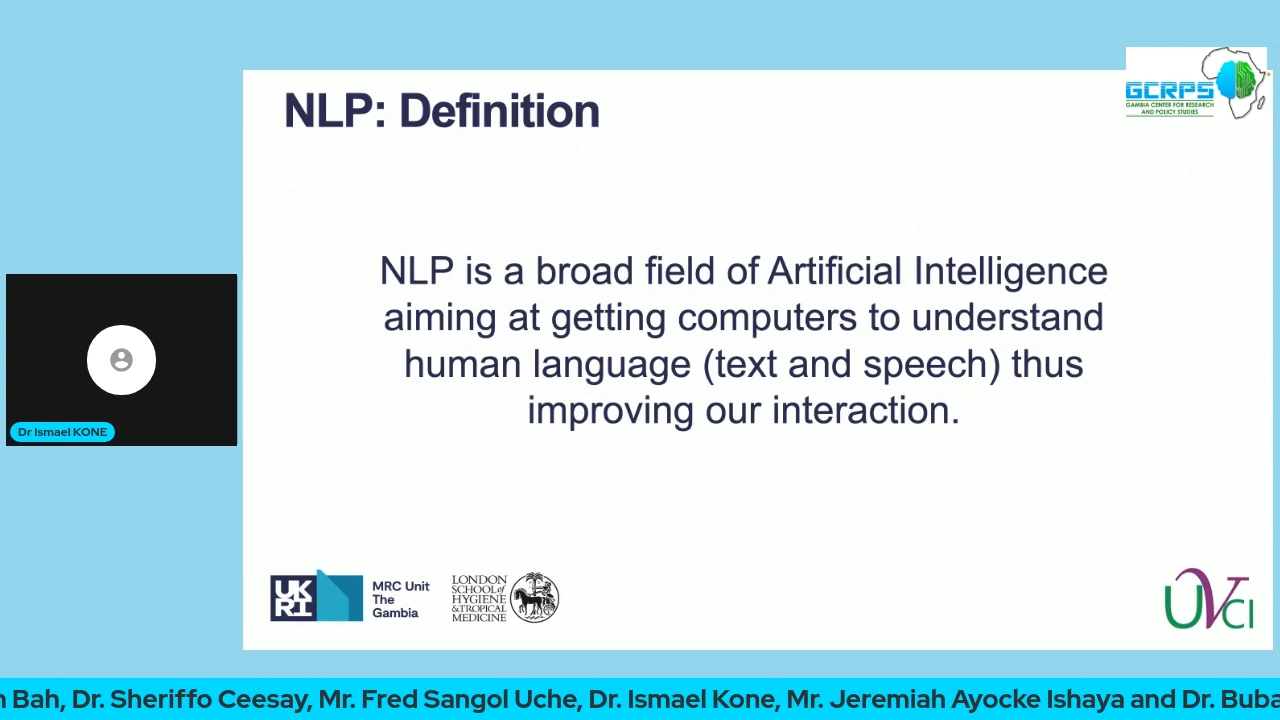 NLP: Definition
GCRPS
GAMBIA CENTER FOR RESEARCH
AND POLICY STUDIES
NLP is a broad field of Artificial Intelligence
aiming at getting computers to understand
human language (text and speech) thus
improving our interaction.
Dr Ismael KONE
UK
RI
MRC Unit
The
Gambia
LONDON
SCHOOL of
HYGIENE
& TROPICAL
MEDICINE
UVCI
Bah, Dr. Sheriffo Ceesay, Mr. Fred Sangol Uche, Dr. Ismael Kone, Mr. Jeremiah Ayocke Ishaya and Dr.